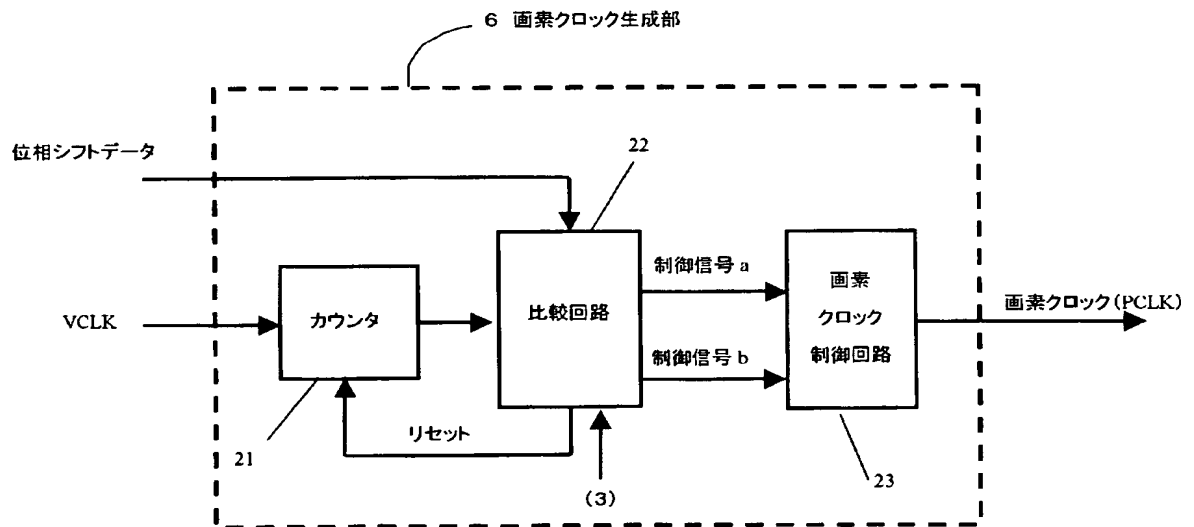 6 画素クロック生成部
位相シフトデータ
22
制御信号 a
画素
クロック
制御回路
比較回路
カウンタ
VCLK
画素クロック(PCLK)
制御信号 b
リセット
21
(3)
23